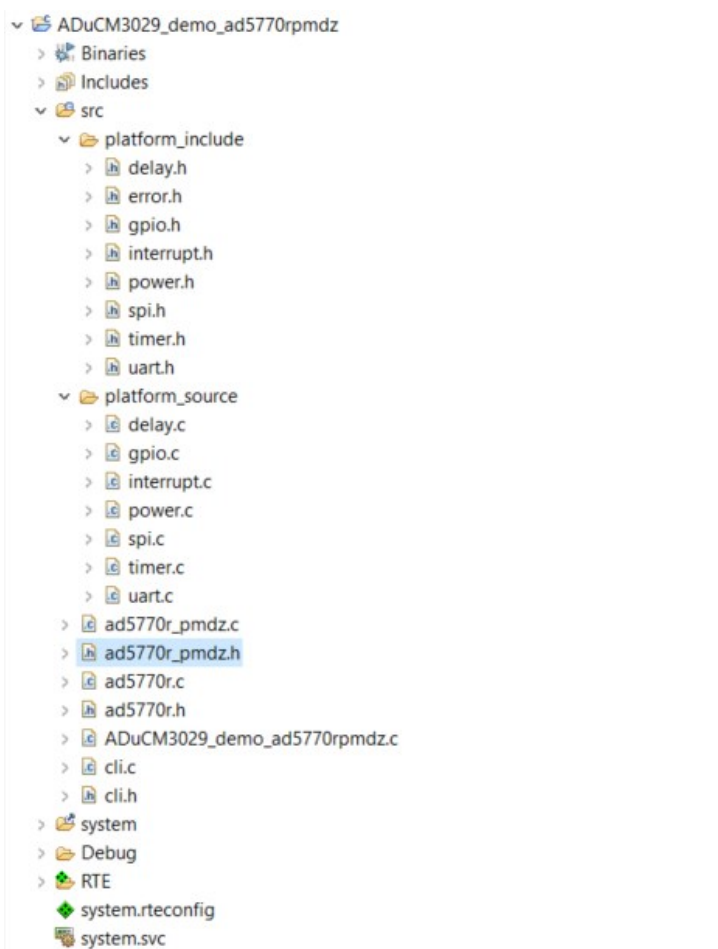 ADuCM3029_demo_ad5770rpmdz
Binaries
Includes
src
platform_include
delay.h
error.h
gpio.h
interrupt.h
power.h
spi.h
timer.h
uart.h
platform_source
delay.c
gpio.c
interrupt.c
power.c
spi.c
timer.c
uart.c
ad5770r_pmdz.c
ad5770r_pmdz.h
ad5770r.c
ad5770r.h
ADuCM3029_demo_ad5770rpmdz.c
cli.c
cli.h
system
Debug
RTE
system.rteconfig
system.svc